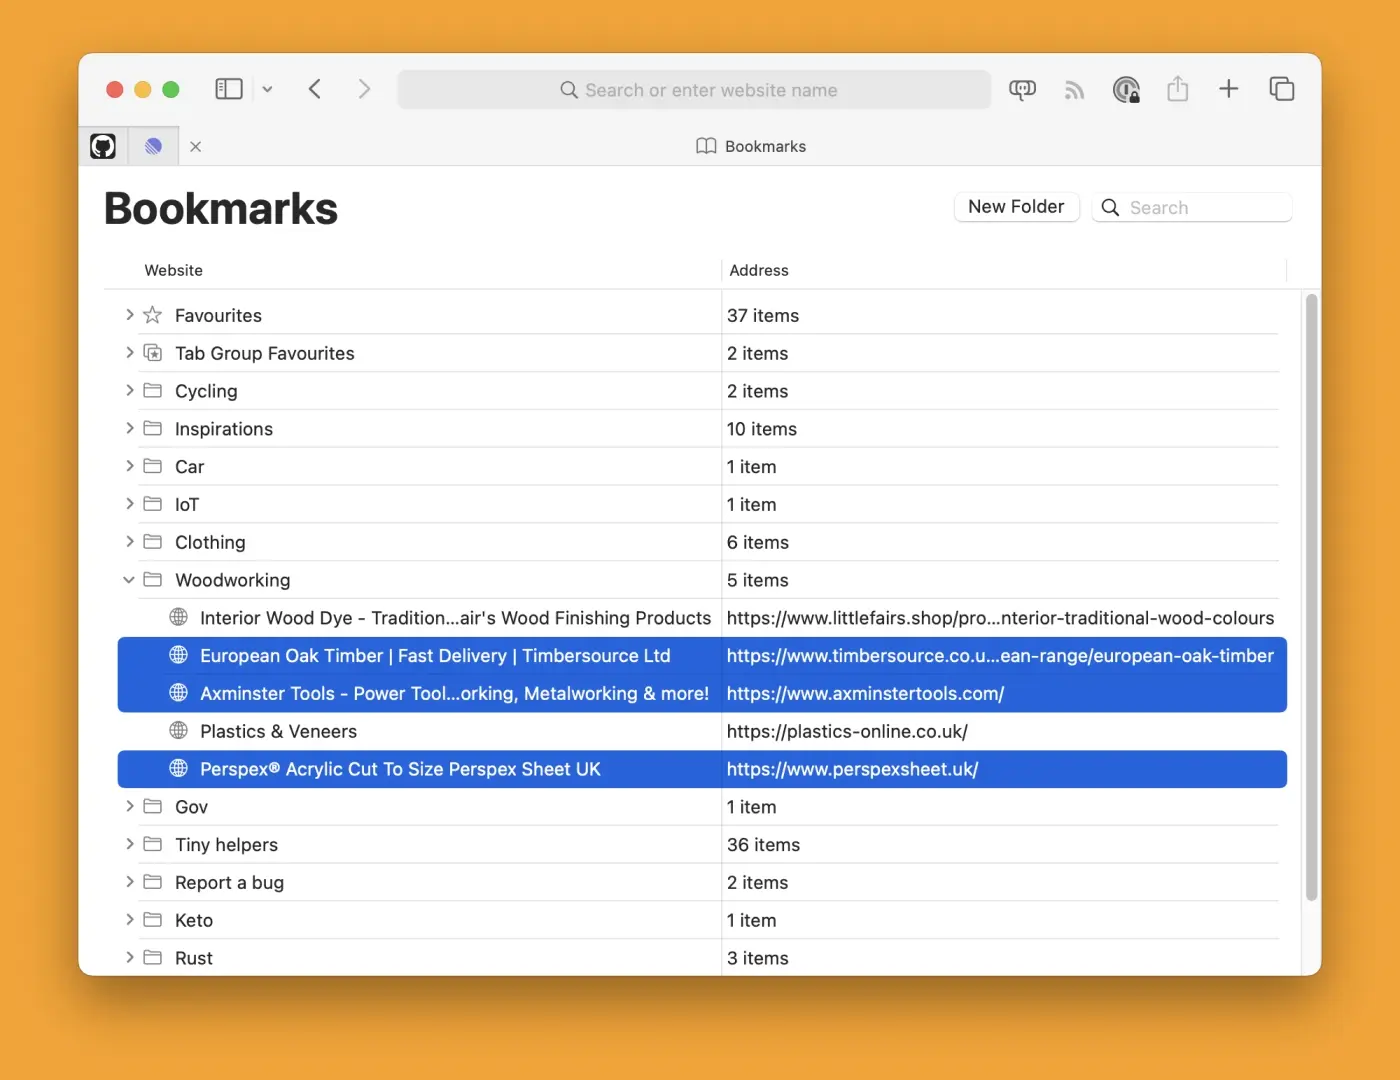 Search or enter website name
Bookmarks
Bookmarks
New Folder
Search
Website Address
Favourites 37 items
Tab Group Favourites 2 items
Cycling 2 items
Inspirations 10 items
Car 1 item
IoT 1 item
Clothing 6 items
Woodworking 5 items
Interior Wood Dye - Tradition...air's Wood Finishing Products https://www.littlefairs.shop/pro...nterior-traditional-wood-colours
European Oak Timber | Fast Delivery | Timbersource Ltd https://www.timbersource.co.u...ean-range/european-oak-timber
Axminster Tools - Power Tool...orking, Metalworking & more! https://www.axminstertools.com/
Plastics & Veneers https://plastics-online.co.uk/
Perspex® Acrylic Cut To Size Perspex Sheet UK https://www.perspexsheet.uk/
Gov 1 item
Tiny helpers 36 items
Report a bug 2 items
Keto 1 item
Rust 3 items